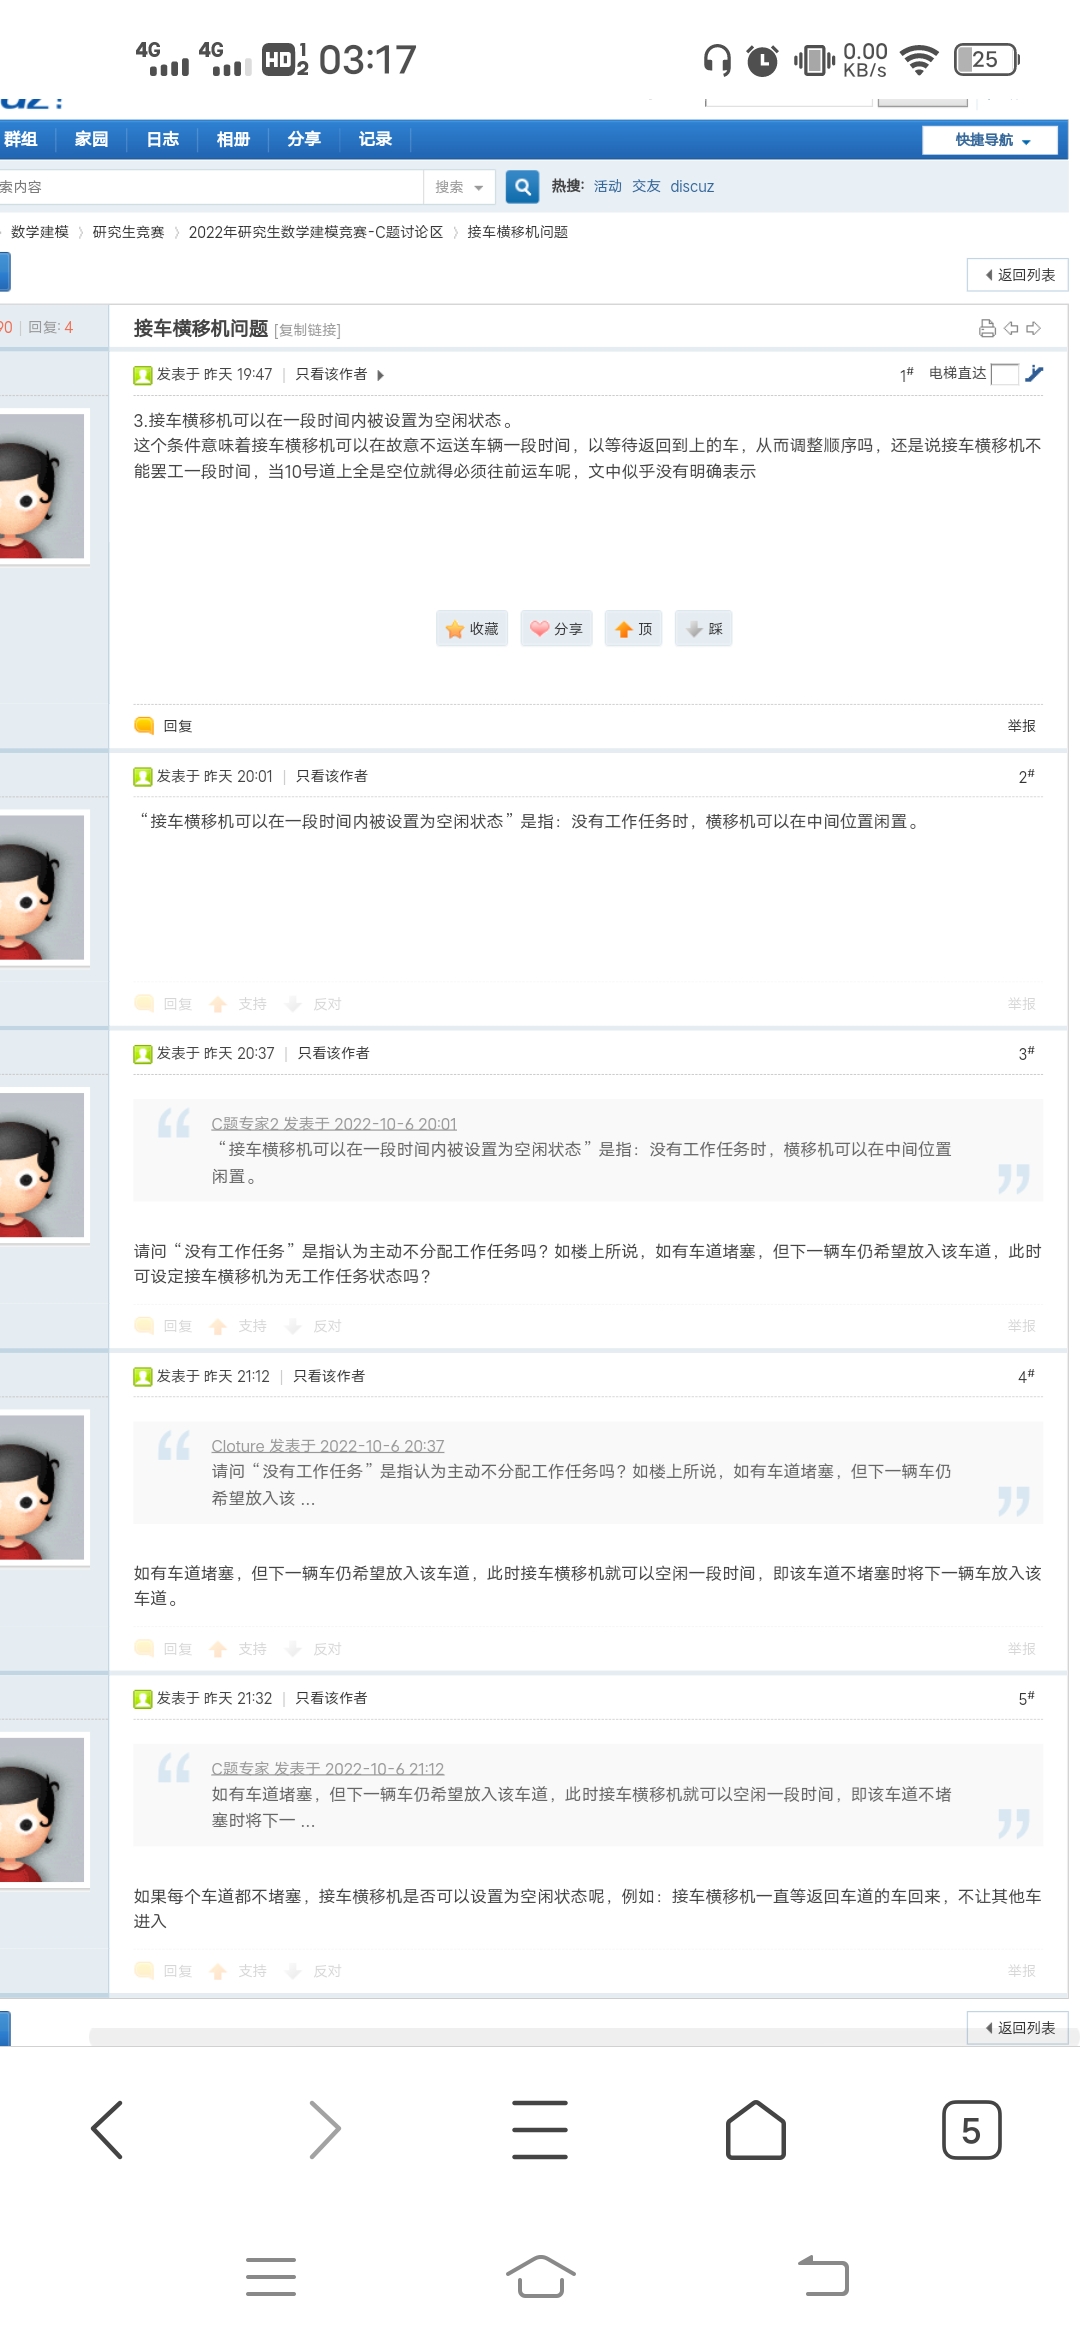 4G 4G HD 1 2 03:17 0.00 KB/s 25
群组 家园 日志 相册 分享 记录 快捷导航
索内容 搜索 热搜: 活动 交友 discuz
数学建模 〉 研究生竞赛 〉 2022年研究生数学建模竞赛-C题讨论区 〉 接车横移机问题
返回列表
90 | 回复: 4 接车横移机问题 [复制链接]
发表于 昨天 19:47 | 只看该作者 1# 电梯直达
3.接车横移机可以在一段时间内被设置为空闲状态。
这个条件意味着接车横移机可以在故意不运送车辆一段时间，以等待返回到上的车，从而调整顺序吗，还是说接车横移机不
能罢工一段时间，当10号道上全是空位就得必须往前运车呢，文中似乎没有明确表示
收藏 分享 顶 踩
回复 举报
发表于 昨天 20:01 | 只看该作者 2#
“接车横移机可以在一段时间内被设置为空闲状态”是指：没有工作任务时，横移机可以在中间位置闲置。
回复 支持 反对 举报
发表于 昨天 20:37 | 只看该作者 3#
C题专家2 发表于 2022-10-6 20:01
“接车横移机可以在一段时间内被设置为空闲状态”是指：没有工作任务时，横移机可以在中间位置
闲置。
请问“没有工作任务”是指认为主动不分配工作任务吗？如楼上所说，如有车道堵塞，但下一辆车仍希望放入该车道，此时
可设定接车横移机为无工作任务状态吗？
回复 支持 反对 举报
发表于 昨天 21:12 | 只看该作者 4#
Cloture 发表于 2022-10-6 20:37
请问“没有工作任务”是指认为主动不分配工作任务吗？如楼上所说，如有车道堵塞，但下一辆车仍
希望放入该 ...
如有车道堵塞，但下一辆车仍希望放入该车道，此时接车横移机就可以空闲一段时间，即该车道不堵塞时将下一辆车放入该
车道。
回复 支持 反对 举报
发表于 昨天 21:32 | 只看该作者 5#
C题专家 发表于 2022-10-6 21:12
如有车道堵塞，但下一辆车仍希望放入该车道，此时接车横移机就可以空闲一段时间，即该车道不堵
塞时将下一 ...
如果每个车道都不堵塞，接车横移机是否可以设置为空闲状态呢，例如：接车横移机一直等返回车道的车回来，不让其他车
进入
回复 支持 反对 举报
返回列表
5